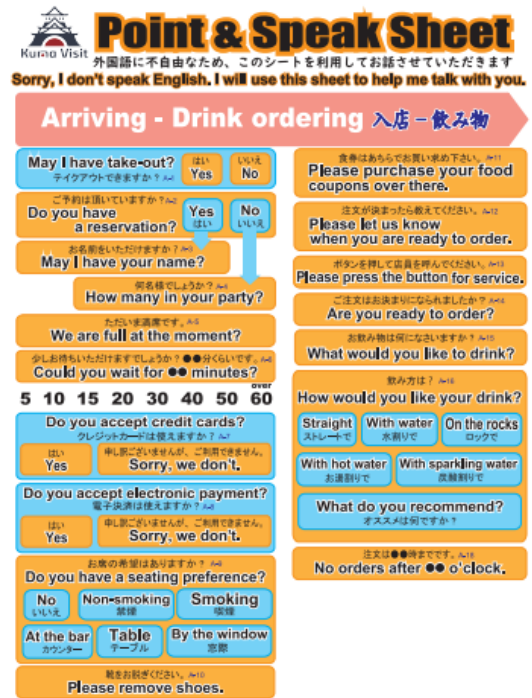 Kuma Visit
Point & Speak Sheet
外国語に不自由なため、このシートを利用してお話させていただきます
Sorry, I don't speak English. I will use this sheet to help me talk with you.
Arriving - Drink ordering 入店－飲み物
May I have take-out?
テイクアウトできますか？A-1
はい
Yes
いいえ
No
ご予約は頂いていますか？A-2
Do you have
a reservation?
Yes
はい
No
いいえ
お名前をいただけますか？A-3
May I have your name?
何名様でしょうか？A-4
How many in your party?
ただいま満席です。A-5
We are full at the moment?
少しお待ちいただけますでしょうか？●●分くらいです。A-6
Could you wait for ●● minutes?
over
5 10 15 20 30 40 50 60
Do you accept credit cards?
クレジットカードは使えますか？A-7
はい
Yes
申し訳ございませんが、ご利用できません。
Sorry, we don't.
Do you accept electronic payment?
電子決済は使えますか？A-8
はい
Yes
申し訳ございませんが、ご利用できません。
Sorry, we don't.
お席の希望はありますか？A-9
Do you have a seating preference?
No
いいえ
Non-smoking
禁煙
Smoking
喫煙
At the bar
カウンター
Table
テーブル
By the window
窓際
靴をお脱ぎください。A-10
Please remove shoes.
食券はあちらでお買い求め下さい。A-11
Please purchase your food
coupons over there.
注文が決まったら教えてください。A-12
Please let us know
when you are ready to order.
ボタンを押して店員を呼んでください。A-13
Please press the button for service.
ご注文はお決まりになられましたか？A-14
Are you ready to order?
お飲み物は何になさいますか？A-15
What would you like to drink?
飲み方は？A-16
How would you like your drink?
Straight
ストレートで
With water
水割りで
On the rocks
ロックで
With hot water
お湯割りで
With sparkling water
炭酸割りで
What do you recommend?
オススメは何ですか？
注文は●●時までです。A-18
No orders after ●● o'clock.